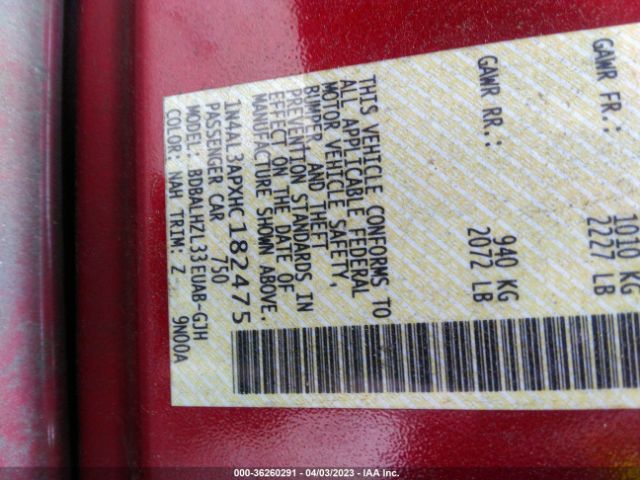 GAWR FR.: 1010 KG
2227 LB
GAWR RR.: 940 KG
2072 LB
THIS VEHICLE CONFORMS TO
ALL APPLICABLE FEDERAL
MOTOR VEHICLE SAFETY,
BUMPER, AND THEFT
PREVENTION STANDARDS IN
EFFECT ON THE DATE OF
MANUFACTURE SHOWN ABOVE.
1N4AL3APXHC182475
PASSENGER CAR 750
MODEL: BDBALHZL33EUAB-GJH
COLOR: NAH TRIM: Z 9N00A
000-36260291 - 04/03/2023 - IAA Inc.